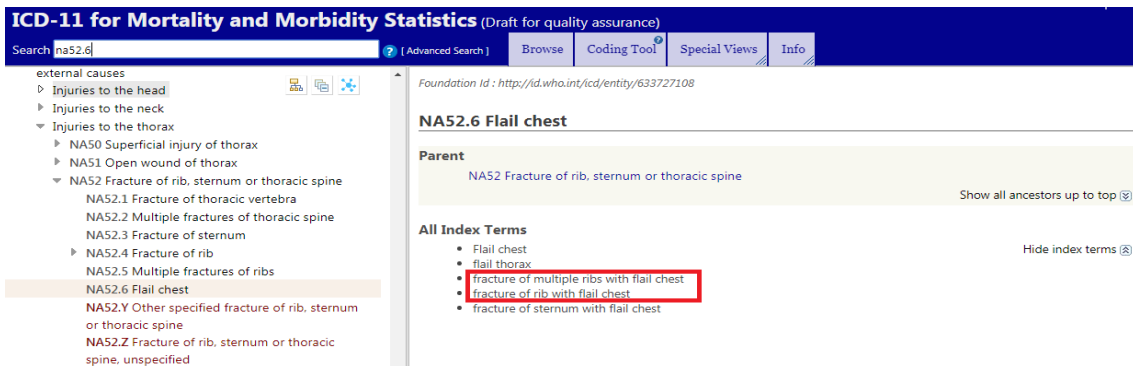 ICD-11 for Mortality and Morbidity Statistics (Draft for quality assurance)
Search na52.6 ? [ Advanced Search ] Browse Coding Tool ? Special Views Info
external causes
Injuries to the head
Injuries to the neck
Injuries to the thorax
NA50 Superficial injury of thorax
NA51 Open wound of thorax
NA52 Fracture of rib, sternum or thoracic spine
NA52.1 Fracture of thoracic vertebra
NA52.2 Multiple fractures of thoracic spine
NA52.3 Fracture of sternum
NA52.4 Fracture of rib
NA52.5 Multiple fractures of ribs
NA52.6 Flail chest
NA52.Y Other specified fracture of rib, sternum
or thoracic spine
NA52.Z Fracture of rib, sternum or thoracic
spine, unspecified
Foundation Id : http://id.who.int/icd/entity/633727108
NA52.6 Flail chest
Parent
NA52 Fracture of rib, sternum or thoracic spine
Show all ancestors up to top
All Index Terms
Hide index terms
• Flail chest
• flail thorax
• fracture of multiple ribs with flail chest
• fracture of rib with flail chest
• fracture of sternum with flail chest